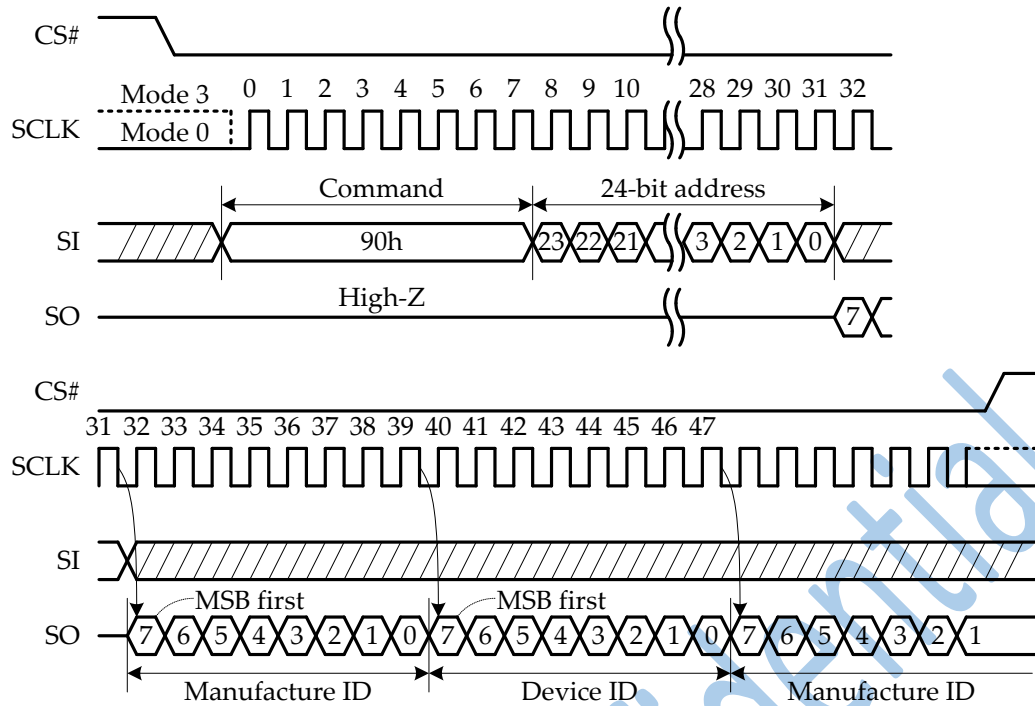 CS#
Mode 3 0 1 2 3 4 5 6 7 8 9 10 28 29 30 31 32
SCLK Mode 0
Command 24-bit address
SI 90h 23 22 21 3 2 1 0
High-Z
SO 7
CS#
31 32 33 34 35 36 37 38 39 40 41 42 43 44 45 46 47
SCLK
SI
MSB first MSB first
SO 7 6 5 4 3 2 1 0 7 6 5 4 3 2 1 0 7 6 5 4 3 2 1
Manufacture ID Device ID Manufacture ID